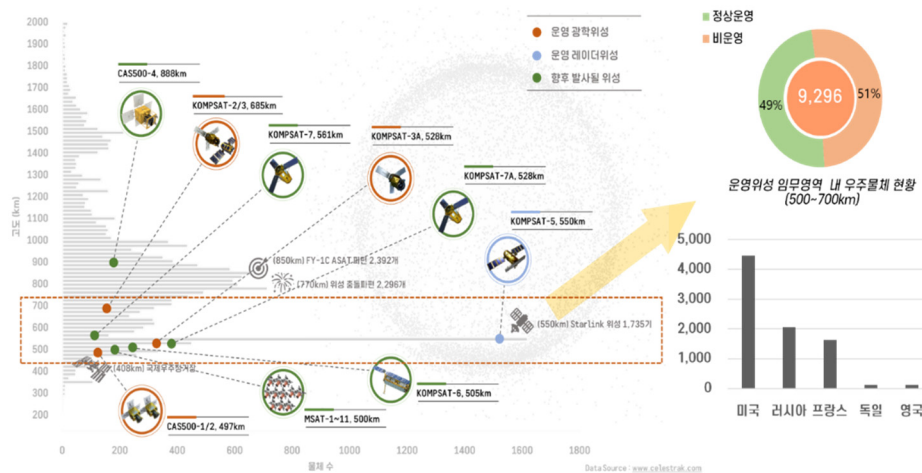 2000
1900
1800
1700
1600
1500
1400
1300
1200
1100
1000
900
800
700
600
500
400
300
200
고도 (km)
0
200
400
600
800
1000
1200
1400
1600
1800
물체 수
CAS500-4, 888km
KOMPSAT-2/3, 685km
KOMPSAT-7, 561km
KOMPSAT-3A, 528km
KOMPSAT-7A, 528km
KOMPSAT-5, 550km
운영 광학위성
운영 레이더위성
향후 발사될 위성
(850km) FY-1C ASAT 파편 2,392개
(770km) 위성 충돌파편 2,286개
(550km) Starlink 위성 1,735기
(408km) 국제우주정거장
CAS500-1/2, 497km
MSAT-1~11, 500km
KOMPSAT-6, 505km
Data Source : www.celestrak.com
정상운영
비운영
49%
9,296
51%
운영위성 임무영역 내 우주물체 현황
(500~700km)
5,000
4,000
3,000
2,000
1,000
0
미국
러시아
프랑스
독일
영국